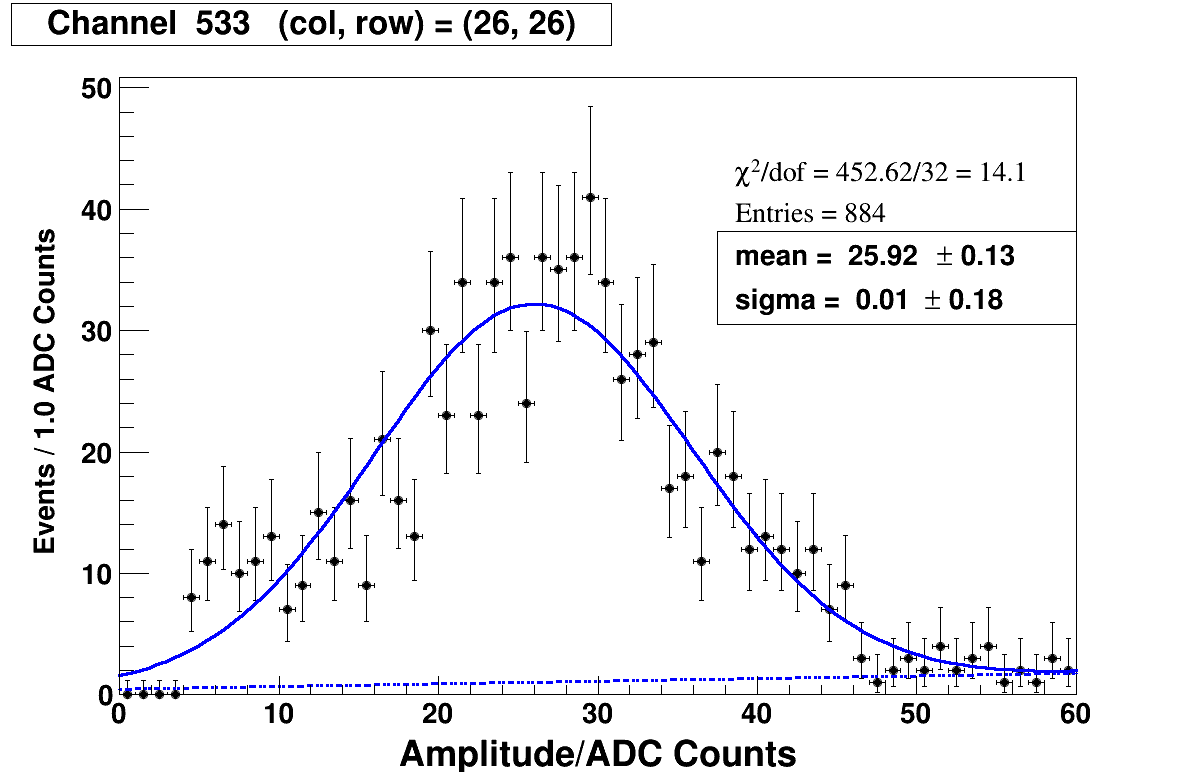 Channel 533 (col, row) = (26, 26)
50
40
30
20
10
0
Events / 1.0 ADC Counts
χ²/dof = 452.62/32 = 14.1
Entries = 884
mean = 25.92 ± 0.13
sigma = 0.01 ± 0.18
0 10 20 30 40 50 60
Amplitude/ADC Counts